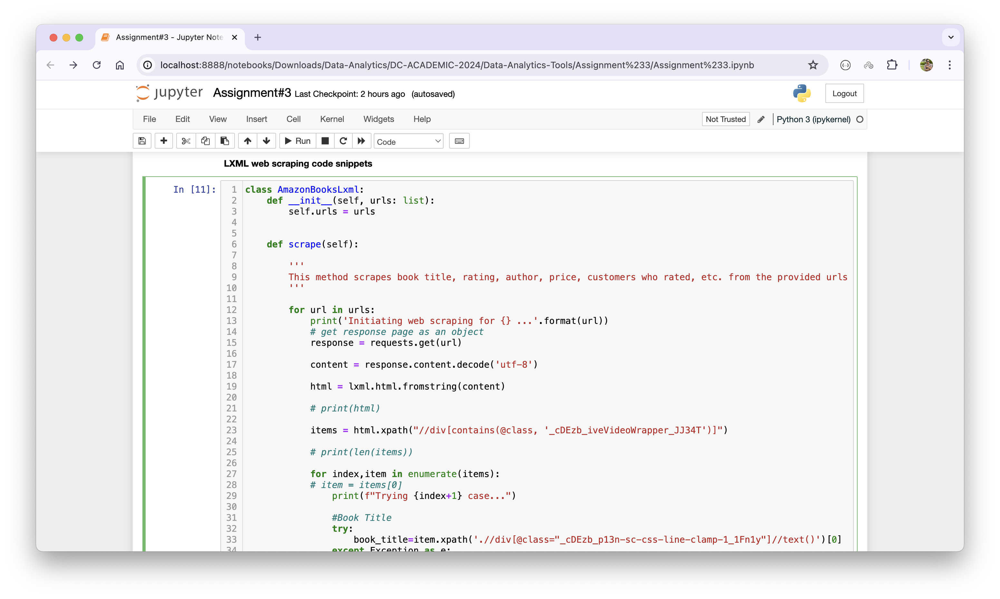 Assignment#3 - Jupyter Note
localhost:8888/notebooks/Downloads/Data-Analytics/DC-ACADEMIC-2024/Data-Analytics-Tools/Assignment%233/Assignment%233.ipynb
jupyter Assignment#3 Last Checkpoint: 2 hours ago (autosaved) Logout
File Edit View Insert Cell Kernel Widgets Help Not Trusted Python 3 (ipykernel)
Run Code
LXML web scraping code snippets
In [11]: 1 class AmazonBooksLxml:
2     def __init__(self, urls: list):
3         self.urls = urls
4
5
6     def scrape(self):
7
8         '''
9         This method scrapes book title, rating, author, price, customers who rated, etc. from the provided urls
10         '''
11
12         for url in urls:
13             print('Initiating web scraping for {} ...'.format(url))
14             # get response page as an object
15             response = requests.get(url)
16
17             content = response.content.decode('utf-8')
18
19             html = lxml.html.fromstring(content)
20
21             # print(html)
22
23             items = html.xpath("//div[contains(@class, '_cDEzb_iveVideoWrapper_JJ34T')]")
24
25             # print(len(items))
26
27             for index,item in enumerate(items):
28             # item = items[0]
29                 print(f"Trying {index+1} case...")
30
31                 #Book Title
32                 try:
33                     book_title=item.xpath('.//div[@class="_cDEzb_p13n-sc-css-line-clamp-1_1Fn1y"]//text()')[0]
34                 except Exception as e: